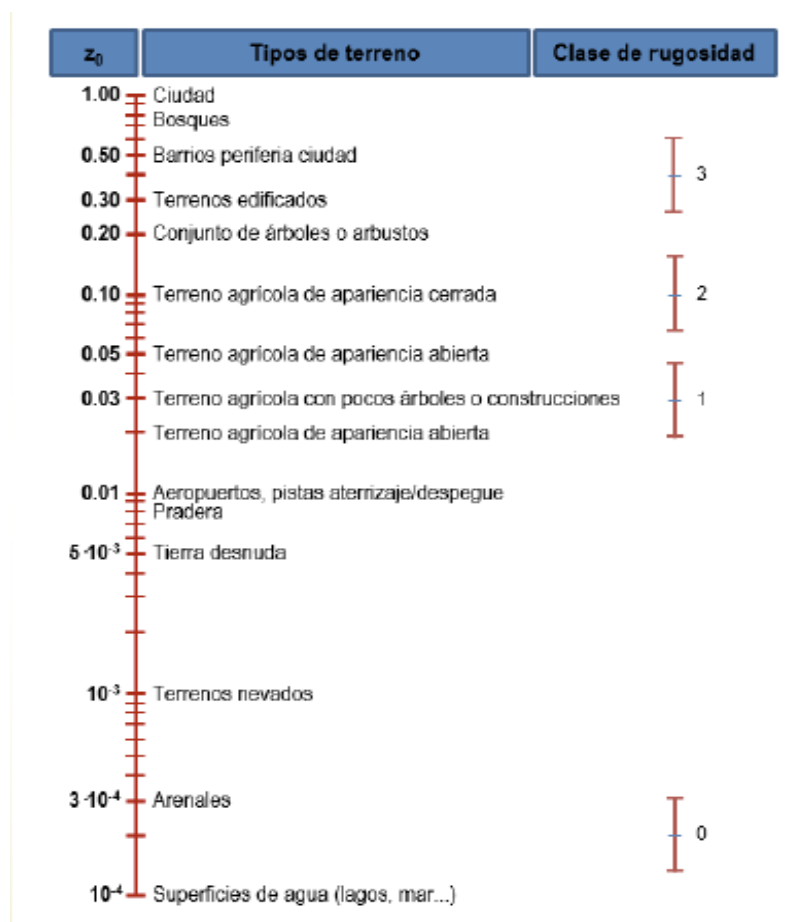 z₀ Tipos de terreno Clase de rugosidad
1.00 Ciudad
Bosques
0.50 Barrios periferia ciudad
3
0.30 Terrenos edificados
0.20 Conjunto de árboles o arbustos
0.10 Terreno agrícola de apariencia cerrada 2
0.05 Terreno agrícola de apariencia abierta
0.03 Terreno agrícola con pocos árboles o construcciones 1
Terreno agrícola de apariencia abierta
0.01 Aeropuertos, pistas aterrizaje/despegue
Pradera
5·10⁻³ Tierra desnuda
10⁻³ Terrenos nevados
3·10⁻⁴ Arenales
0
10⁻⁴ Superficies de agua (lagos, mar...)